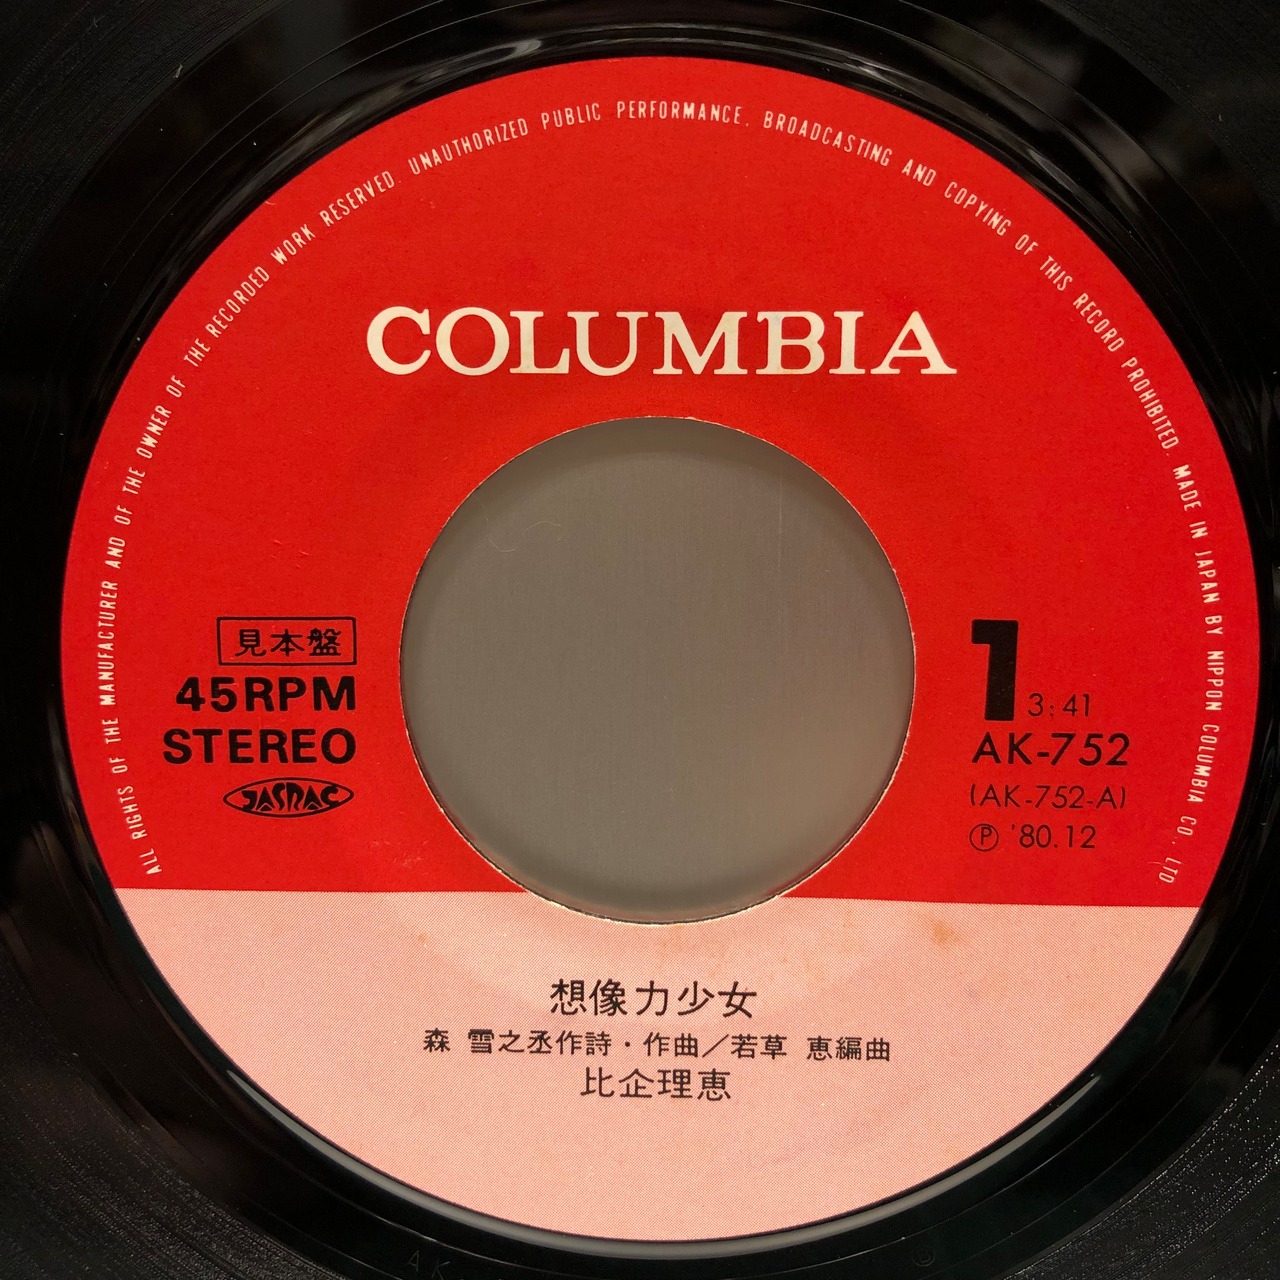 ALL RIGHTS OF THE MANUFACTURER AND OF THE OWNER OF THE RECORDED WORK RESERVED. UNAUTHORIZED PUBLIC PERFORMANCE. BROADCASTING AND COPYING OF THIS RECORD PROHIBITED. MADE IN JAPAN BY NIPPON COLUMBIA CO., LTD.
COLUMBIA
見本盤
45RPM
STEREO
JASRAC
1 3:41
AK-752
(AK-752-A)
Ⓟ '80.12
想像力少女
森 雪之丞作詩・作曲／若草 恵編曲
比企理恵